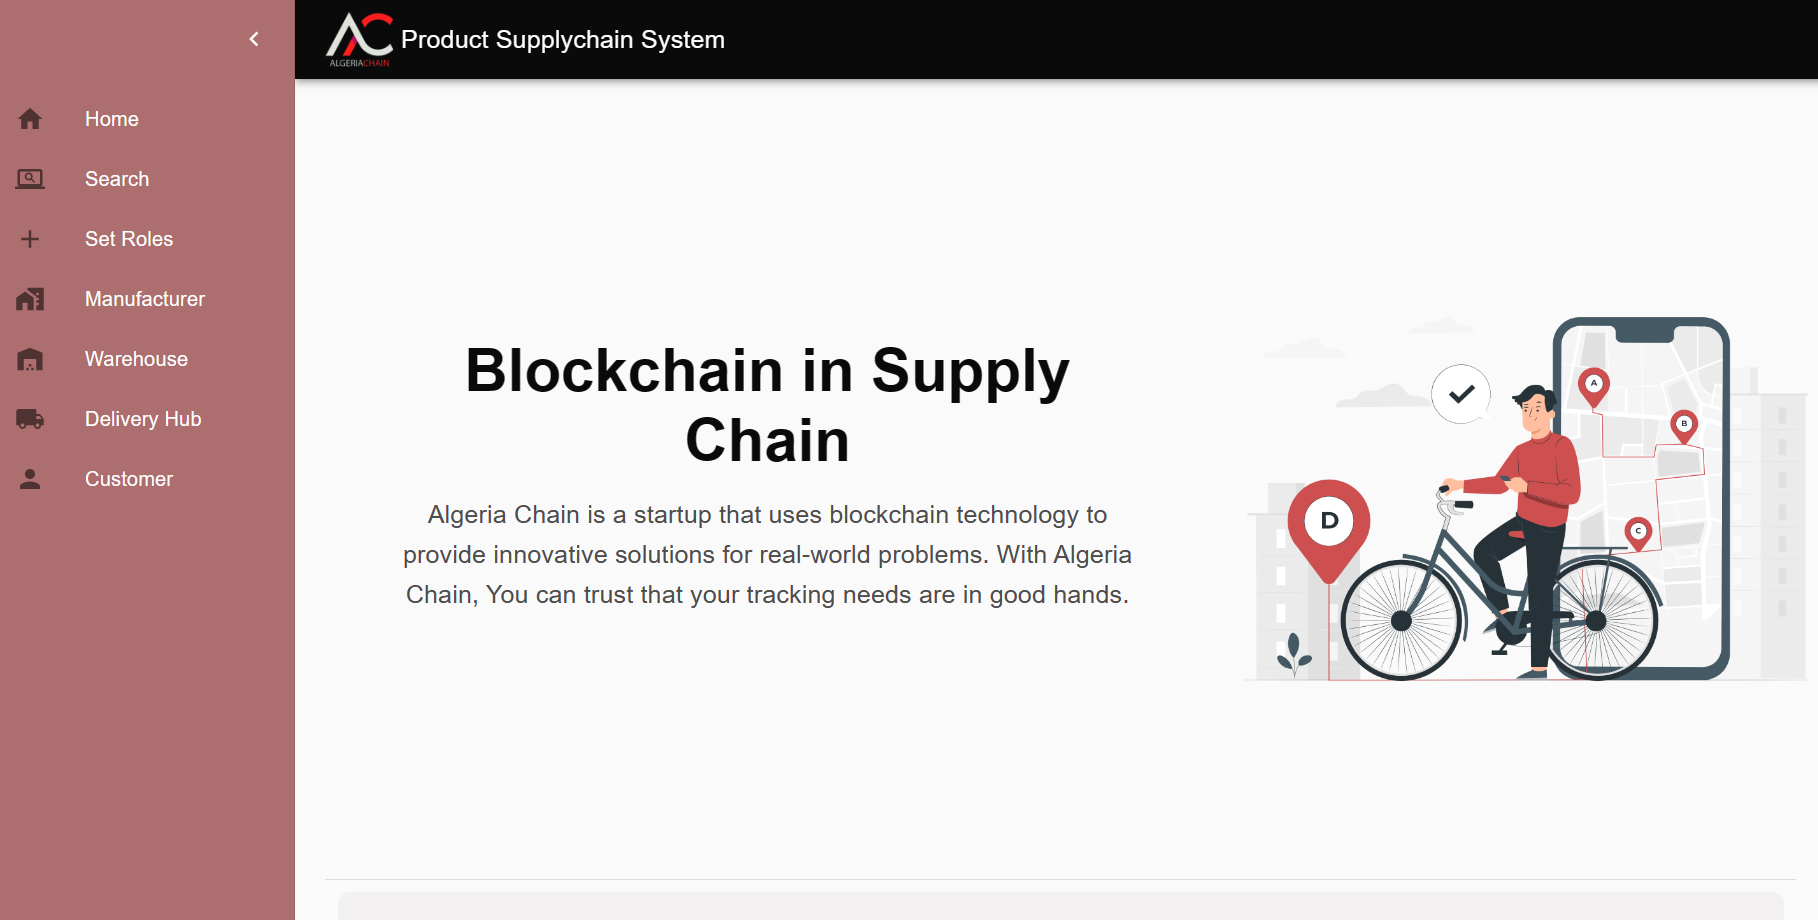 ALGERIACHAIN
Product Supplychain System
Home
Search
Set Roles
Manufacturer
Warehouse
Delivery Hub
Customer
Blockchain in Supply
Chain
Algeria Chain is a startup that uses blockchain technology to
provide innovative solutions for real-world problems. With Algeria
Chain, You can trust that your tracking needs are in good hands.
A
B
C
D